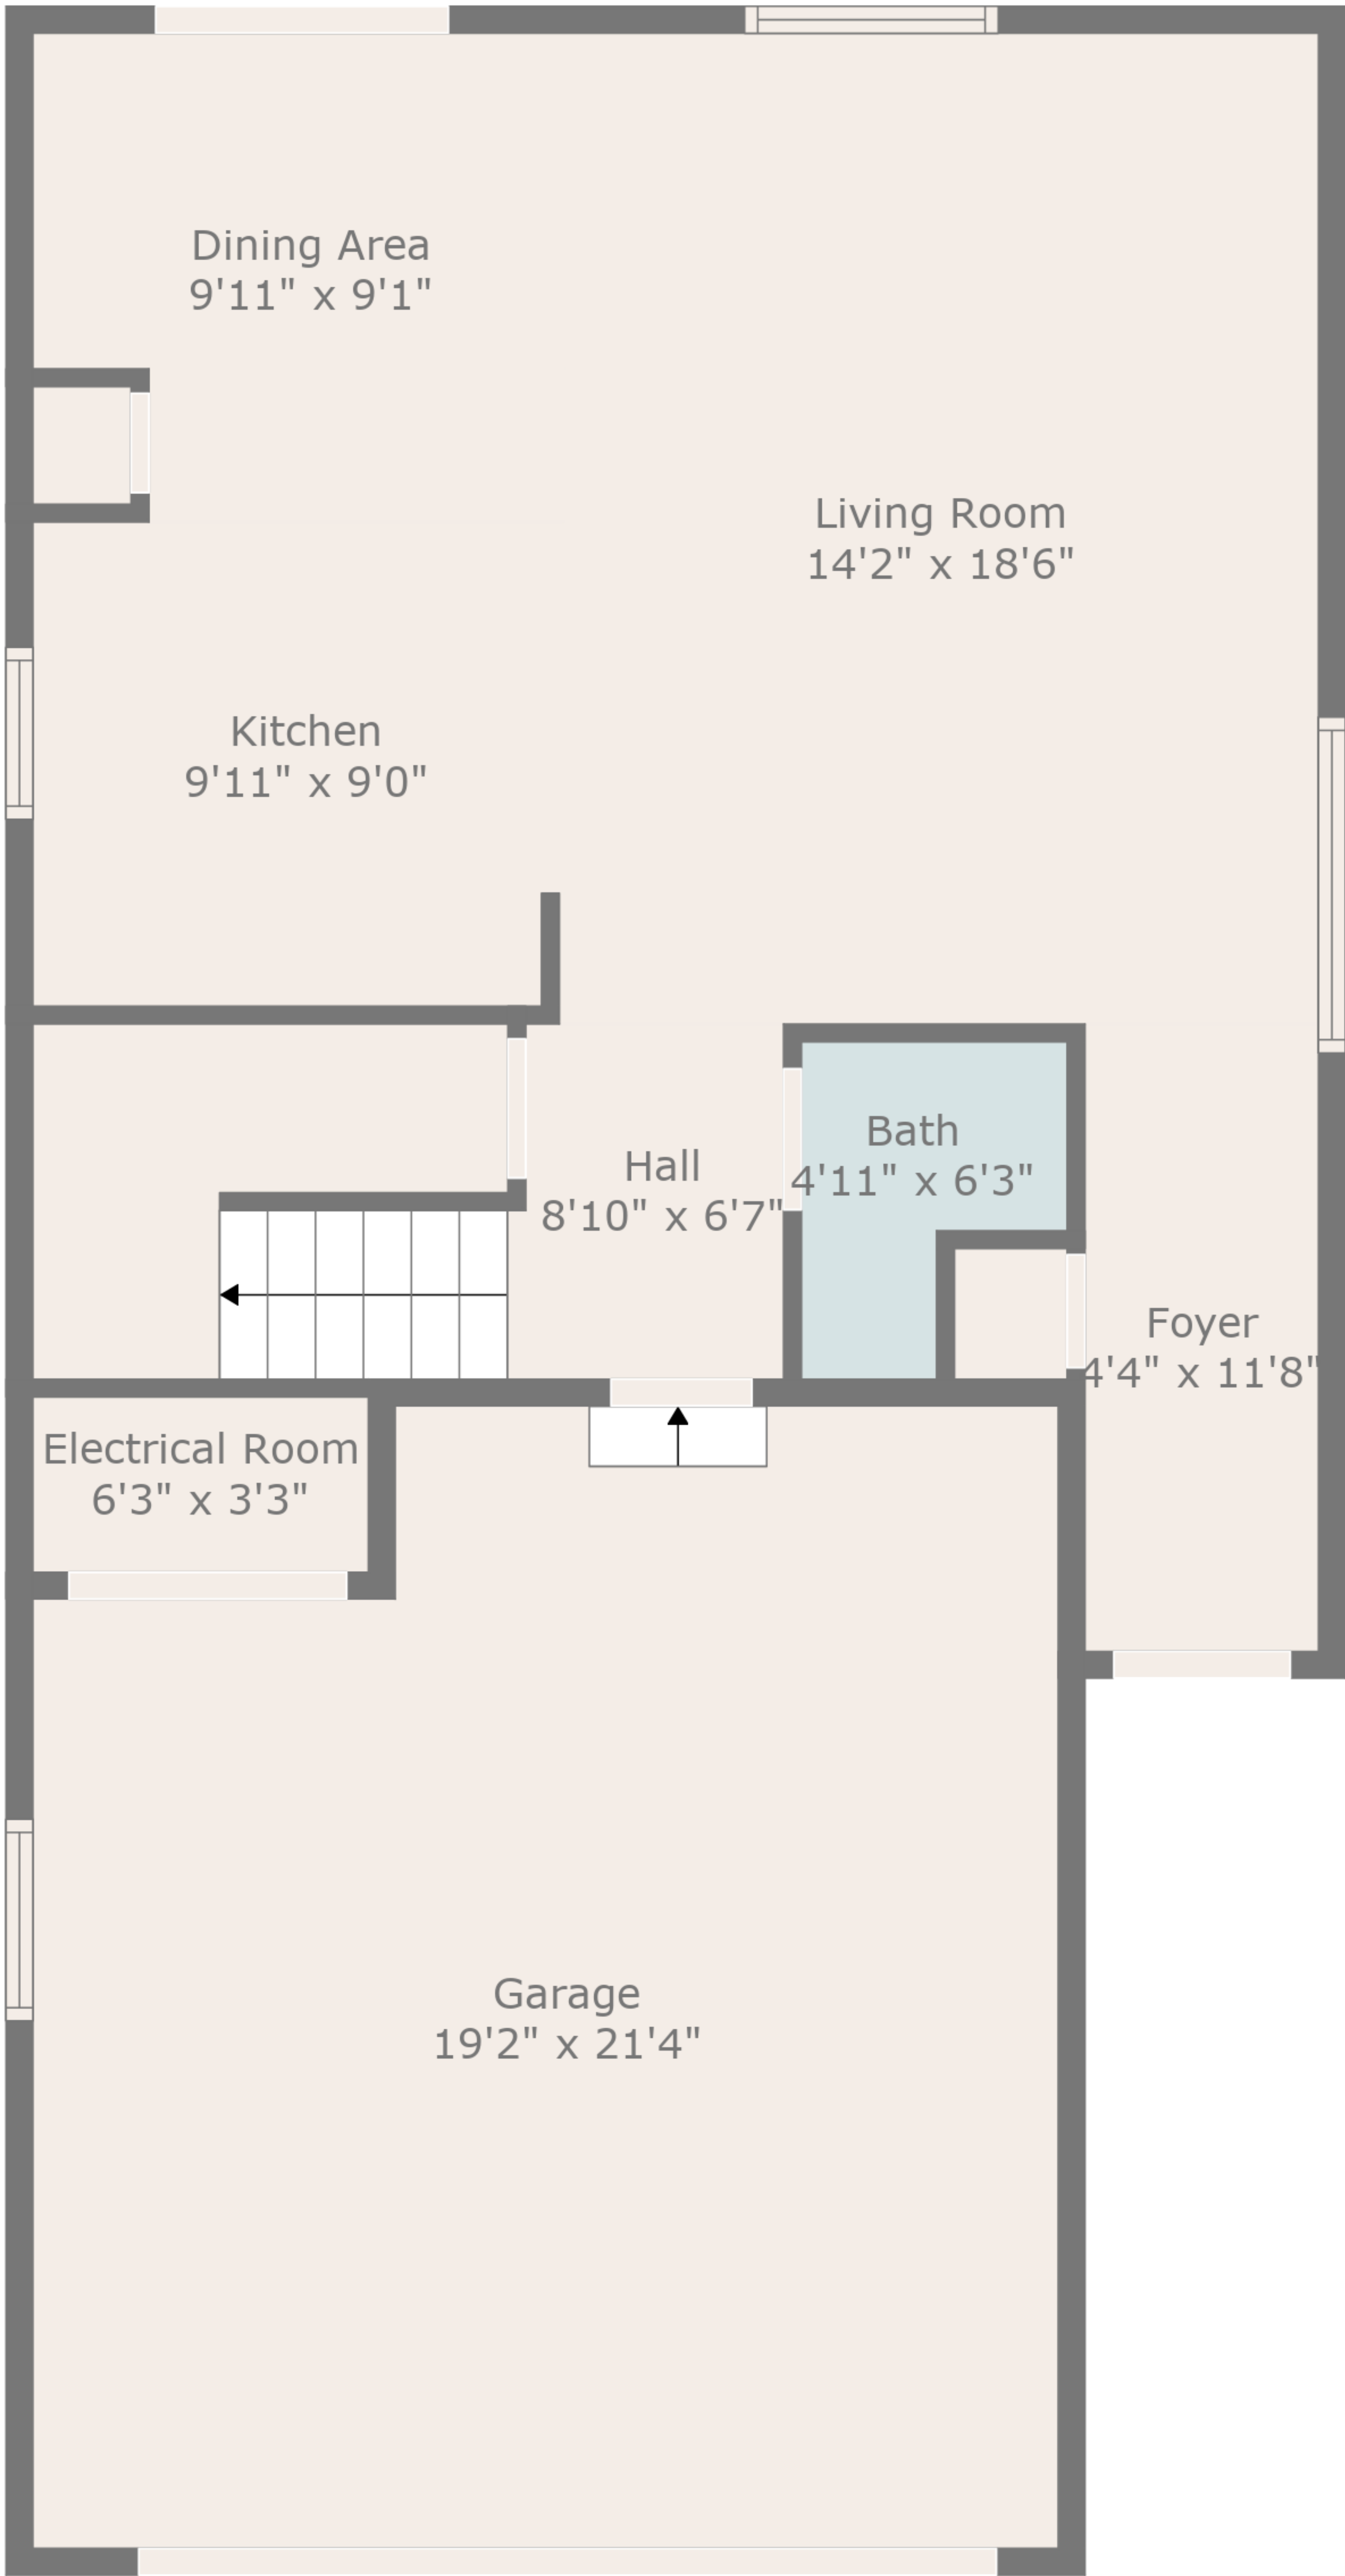 Dining Area
9'11" x 9'1"
Living Room
14'2" x 18'6"
Kitchen
9'11" x 9'0"
Bath
4'11" x 6'3"
Hall
8'10" x 6'7"
Foyer
4'4" x 11'8"
Electrical Room
6'3" x 3'3"
Garage
19'2" x 21'4"